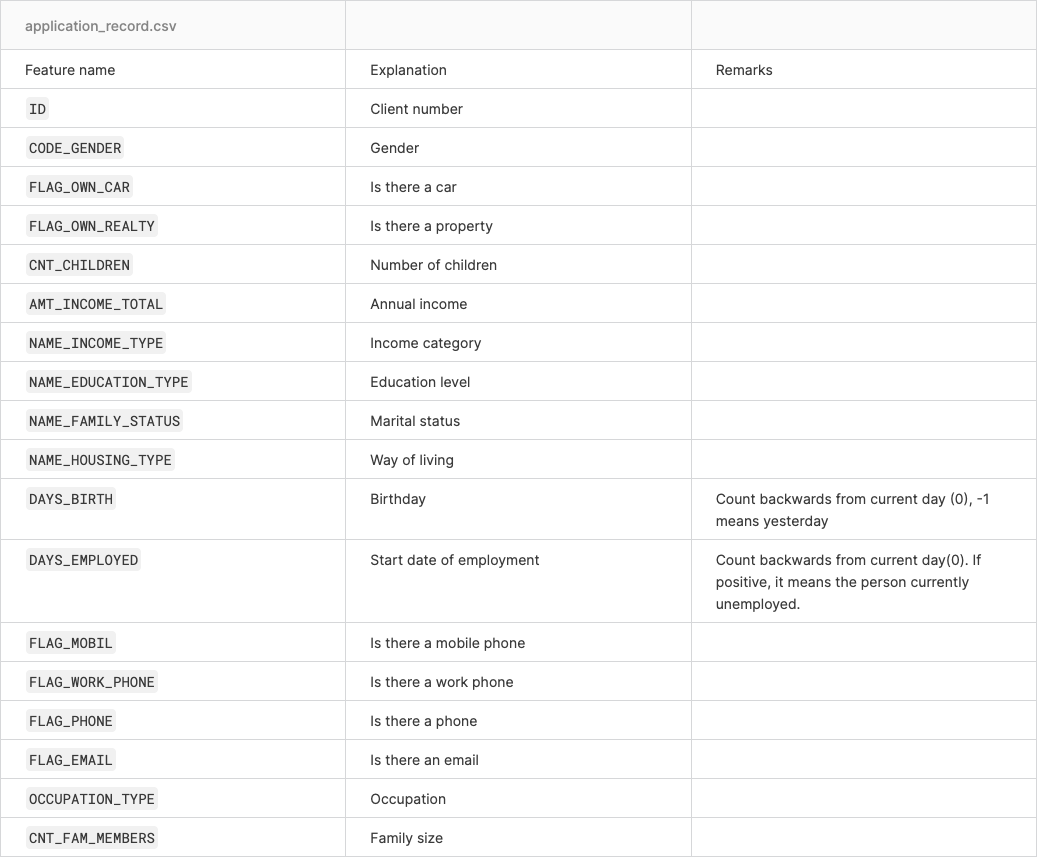 application_record.csv
Feature name Explanation Remarks
ID Client number
CODE_GENDER Gender
FLAG_OWN_CAR Is there a car
FLAG_OWN_REALTY Is there a property
CNT_CHILDREN Number of children
AMT_INCOME_TOTAL Annual income
NAME_INCOME_TYPE Income category
NAME_EDUCATION_TYPE Education level
NAME_FAMILY_STATUS Marital status
NAME_HOUSING_TYPE Way of living
DAYS_BIRTH Birthday Count backwards from current day (0), -1
means yesterday
DAYS_EMPLOYED Start date of employment Count backwards from current day(0). If
positive, it means the person currently
unemployed.
FLAG_MOBIL Is there a mobile phone
FLAG_WORK_PHONE Is there a work phone
FLAG_PHONE Is there a phone
FLAG_EMAIL Is there an email
OCCUPATION_TYPE Occupation
CNT_FAM_MEMBERS Family size